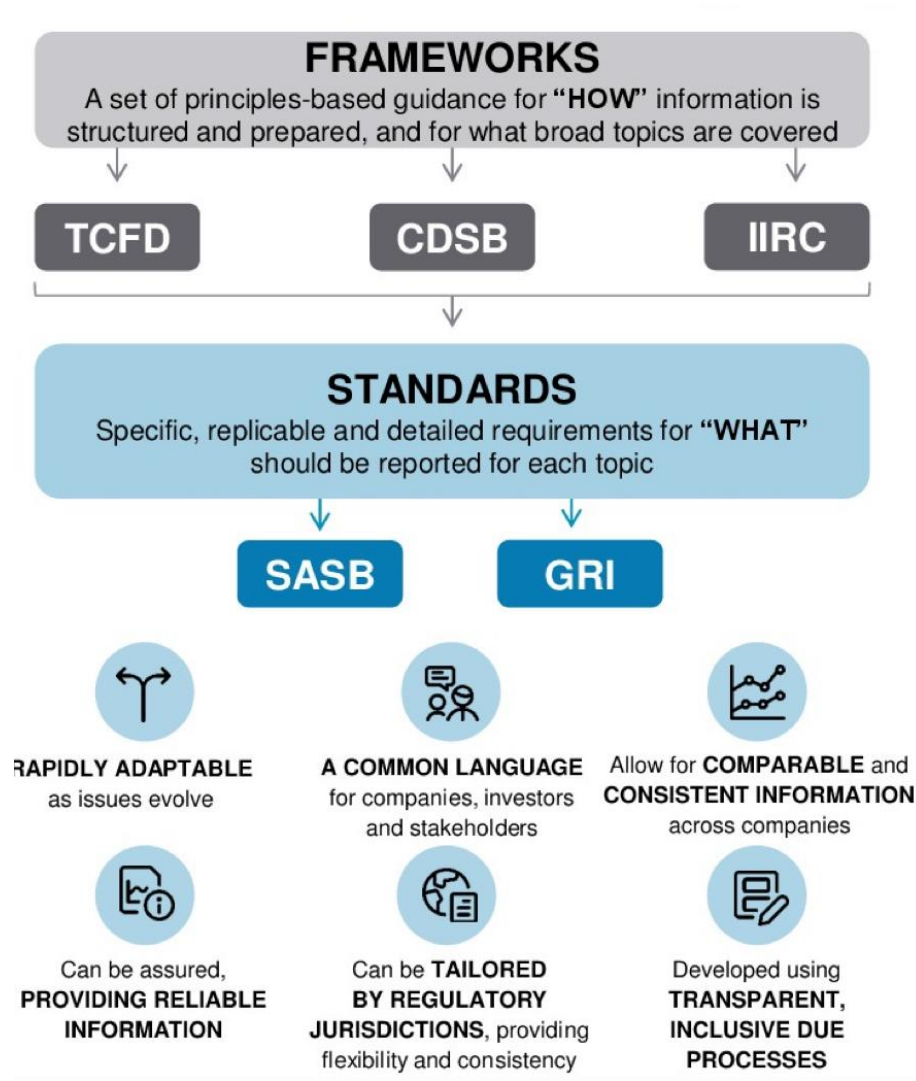 FRAMEWORKS
A set of principles-based guidance for “HOW” information is
structured and prepared, and for what broad topics are covered
TCFD
CDSB
IIRC
STANDARDS
Specific, replicable and detailed requirements for “WHAT”
should be reported for each topic
SASB
GRI
RAPIDLY ADAPTABLE
as issues evolve
A COMMON LANGUAGE
for companies, investors
and stakeholders
Allow for COMPARABLE and
CONSISTENT INFORMATION
across companies
Can be assured,
PROVIDING RELIABLE
INFORMATION
Can be TAILORED
BY REGULATORY
JURISDICTIONS, providing
flexibility and consistency
Developed using
TRANSPARENT,
INCLUSIVE DUE
PROCESSES